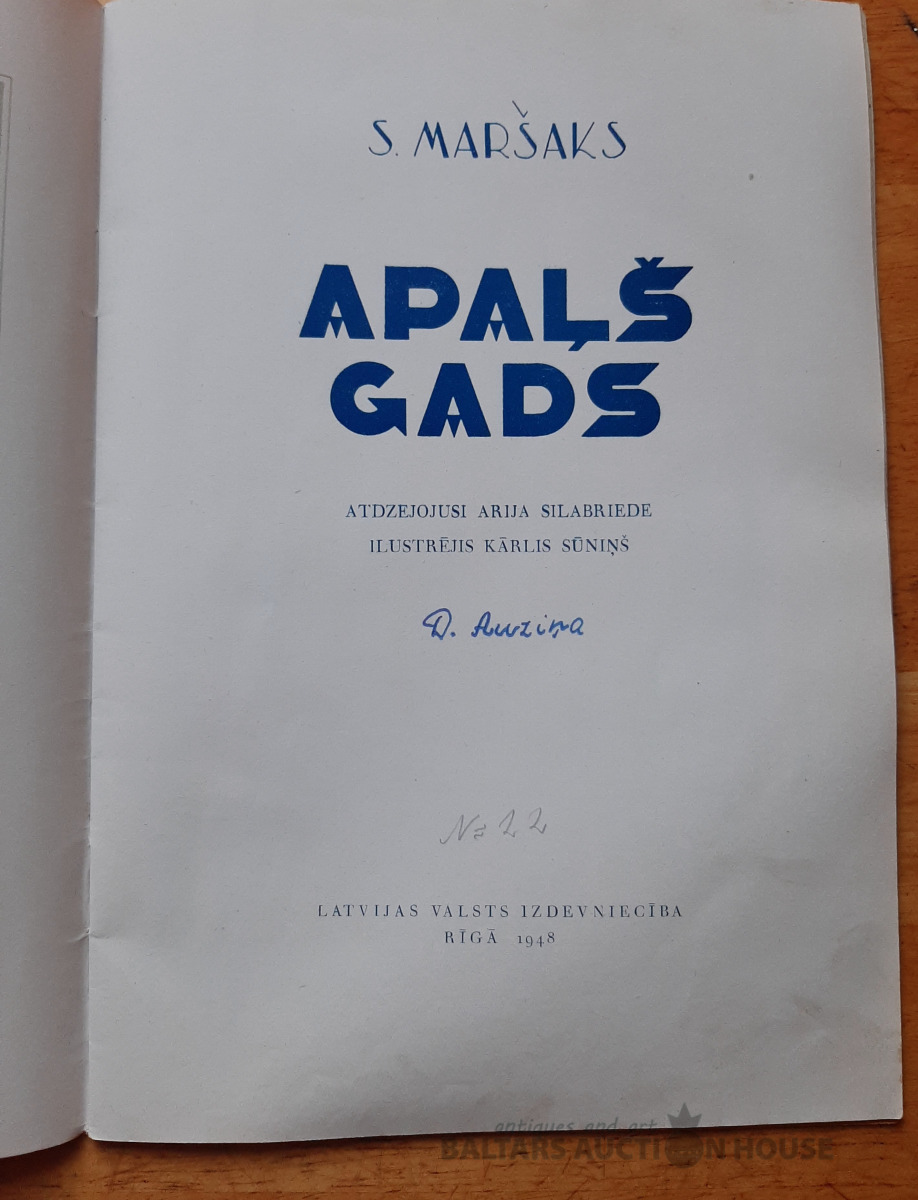 S. MARŠAKS
APAĻŠ
GADS
ATDZEJOJUSI ARIJA SILABRIEDE
ILUSTRĒJIS KĀRLIS SŪNIŅŠ
D. Auziņa
N= 22
LATVIJAS VALSTS IZDEVNIECĪBA
RĪGĀ 1948
antiques and art
BALTARS AUCTION HOUSE